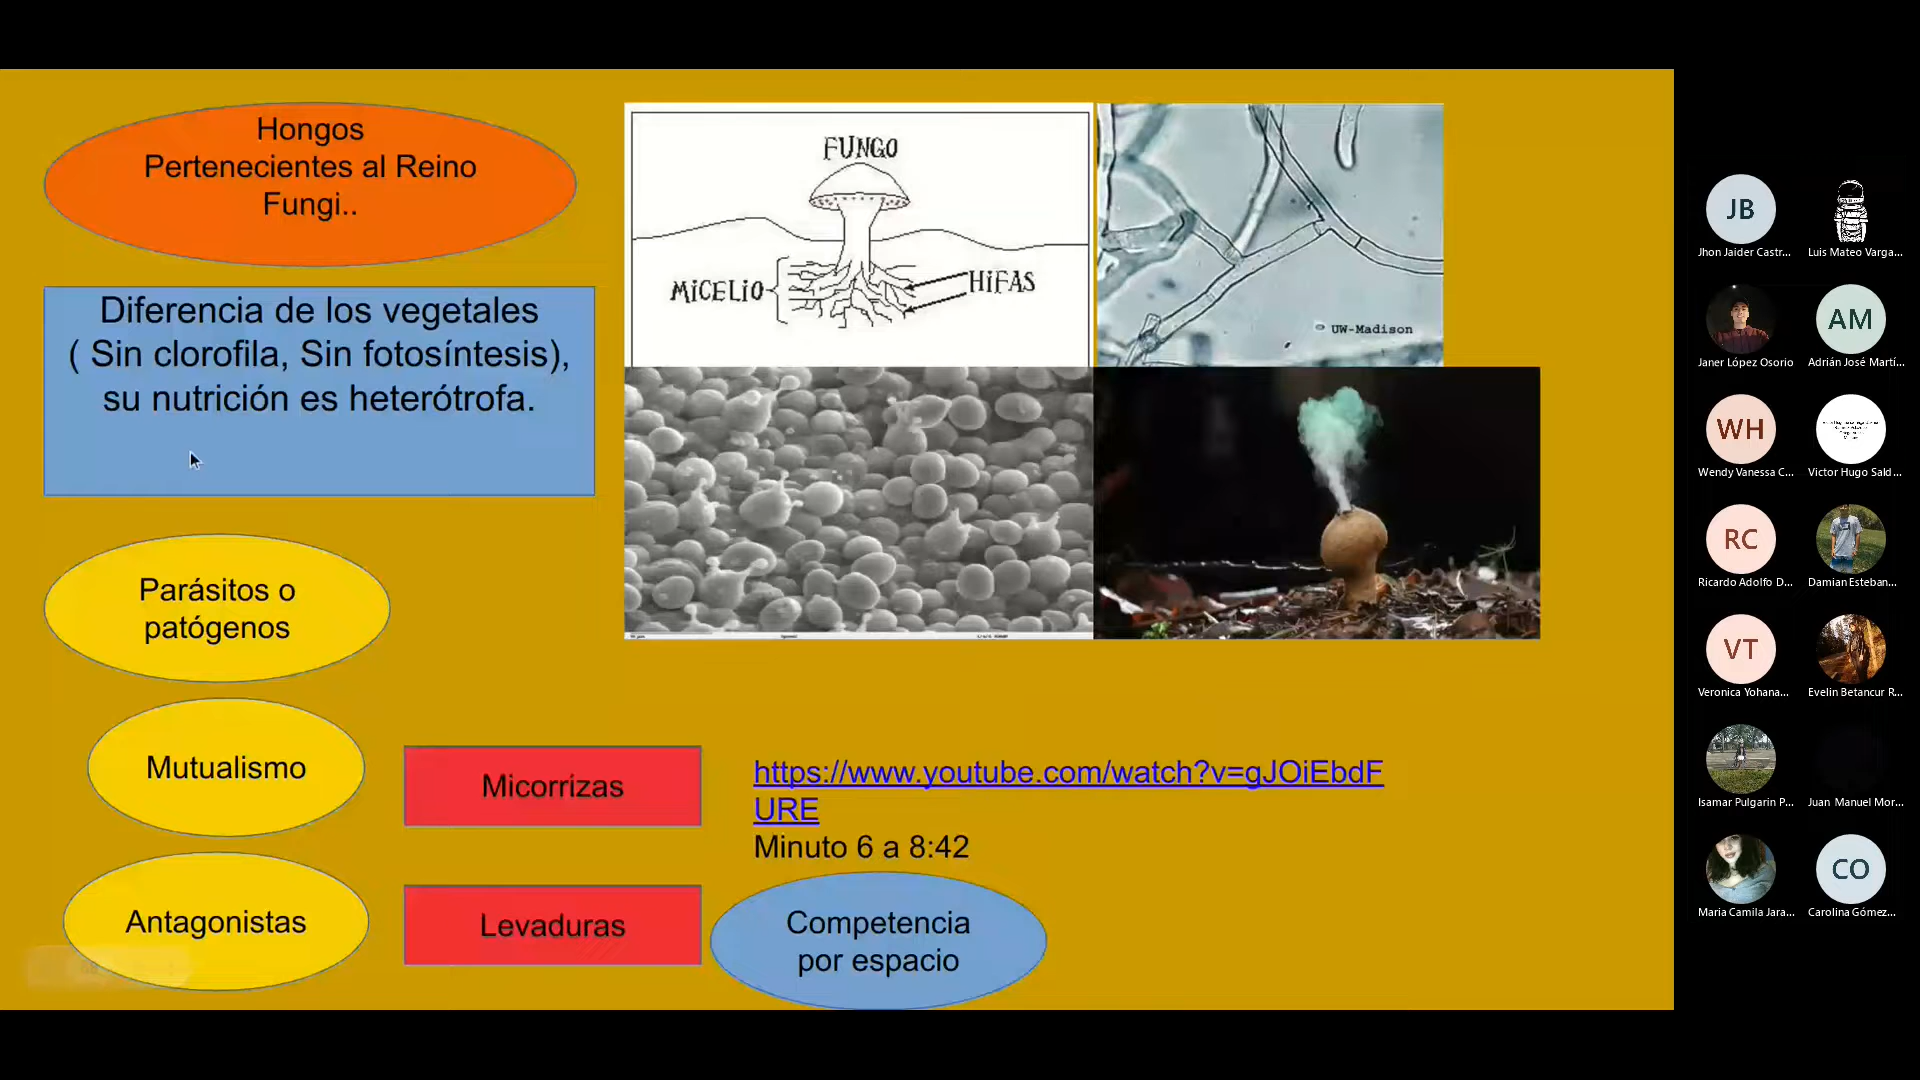 Hongos
Pertenecientes al Reino
Fungi..
Diferencia de los vegetales
( Sin clorofila, Sin fotosíntesis),
su nutrición es heterótrofa.
FUNGO
MICELIO
HIFAS
UW-Madison
Parásitos o
patógenos
Mutualismo
Micorrizas
https://www.youtube.com/watch?v=gJOiEbdF
URE
Minuto 6 a 8:42
Antagonistas
Levaduras
Competencia
por espacio
JB
Jhon Jaider Castr...
Luis Mateo Varga...
Janer López Osorio
AM
Adrián José Martí...
WH
Wendy Vanessa C...
Victor Hugo Sald...
RC
Ricardo Adolfo D...
Damian Esteban...
VT
Veronica Yohana...
Evelin Betancur R...
Isamar Pulgarin P...
Juan Manuel Mor...
Maria Camila Jara...
CO
Carolina Gómez...